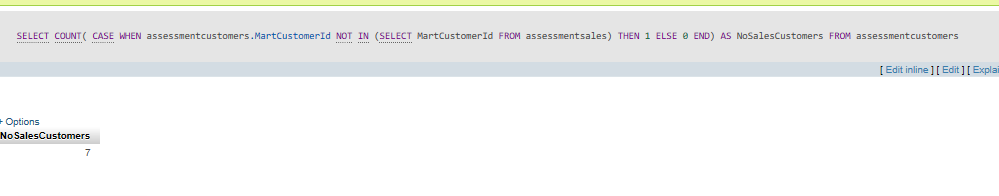 SELECT COUNT( CASE WHEN assessmentcustomers.MartCustomerId NOT IN (SELECT MartCustomerId FROM assessmentsales) THEN 1 ELSE 0 END) AS NoSalesCustomers FROM assessmentcustomers
[ Edit inline ] [ Edit ] [ Explai
+ Options
NoSalesCustomers
7